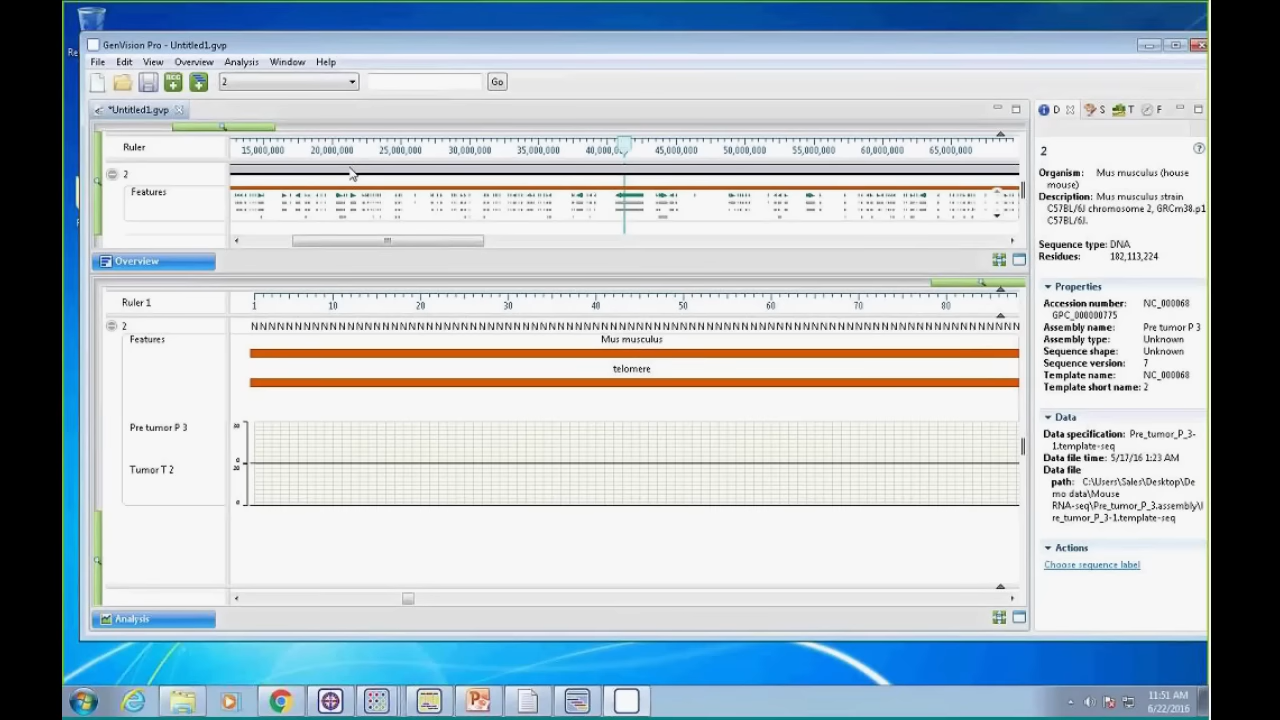 Re
GenVision Pro - Untitled1.gvp
File Edit View Overview Analysis Window Help
2 Go
*Untitled1.gvp D S T F
Ruler 15,000,000 20,000,000 25,000,000 30,000,000 35,000,000 45,000,000 50,000,000 55,000,000 60,000,000 65,000,000
2
Features
Overview
Ruler 1 1 10 20 30 40 50 60 70 80
2
Features Mus musculus
telomere
Pre tumor P 3
Tumor T 2
Analysis
2
Organism: Mus musculus (house
mouse)
Description: Mus musculus strain
C57BL/6J chromosome 2, GRCm38.p1
C57BL/6J.
Sequence type: DNA
Residues: 182,113,224
Properties
Accession number: NC_000068
GPC_000000775
Assembly name: Pre tumor P 3
Assembly type: Unknown
Sequence shape: Unknown
Sequence version: 7
Template name: NC_000068
Template short name: 2
Data
Data specification: Pre_tumor_P_3-
1.template-seq
Data file time: 5/17/16 1:23 AM
Data file
path: C:\Users\Sales\Desktop\De
mo data\Mouse
RNA-seq\Pre_tumor_P_3.assembly\
re_tumor_P_3-1.template-seq
Actions
Choose sequence label
11:51 AM
6/22/2016